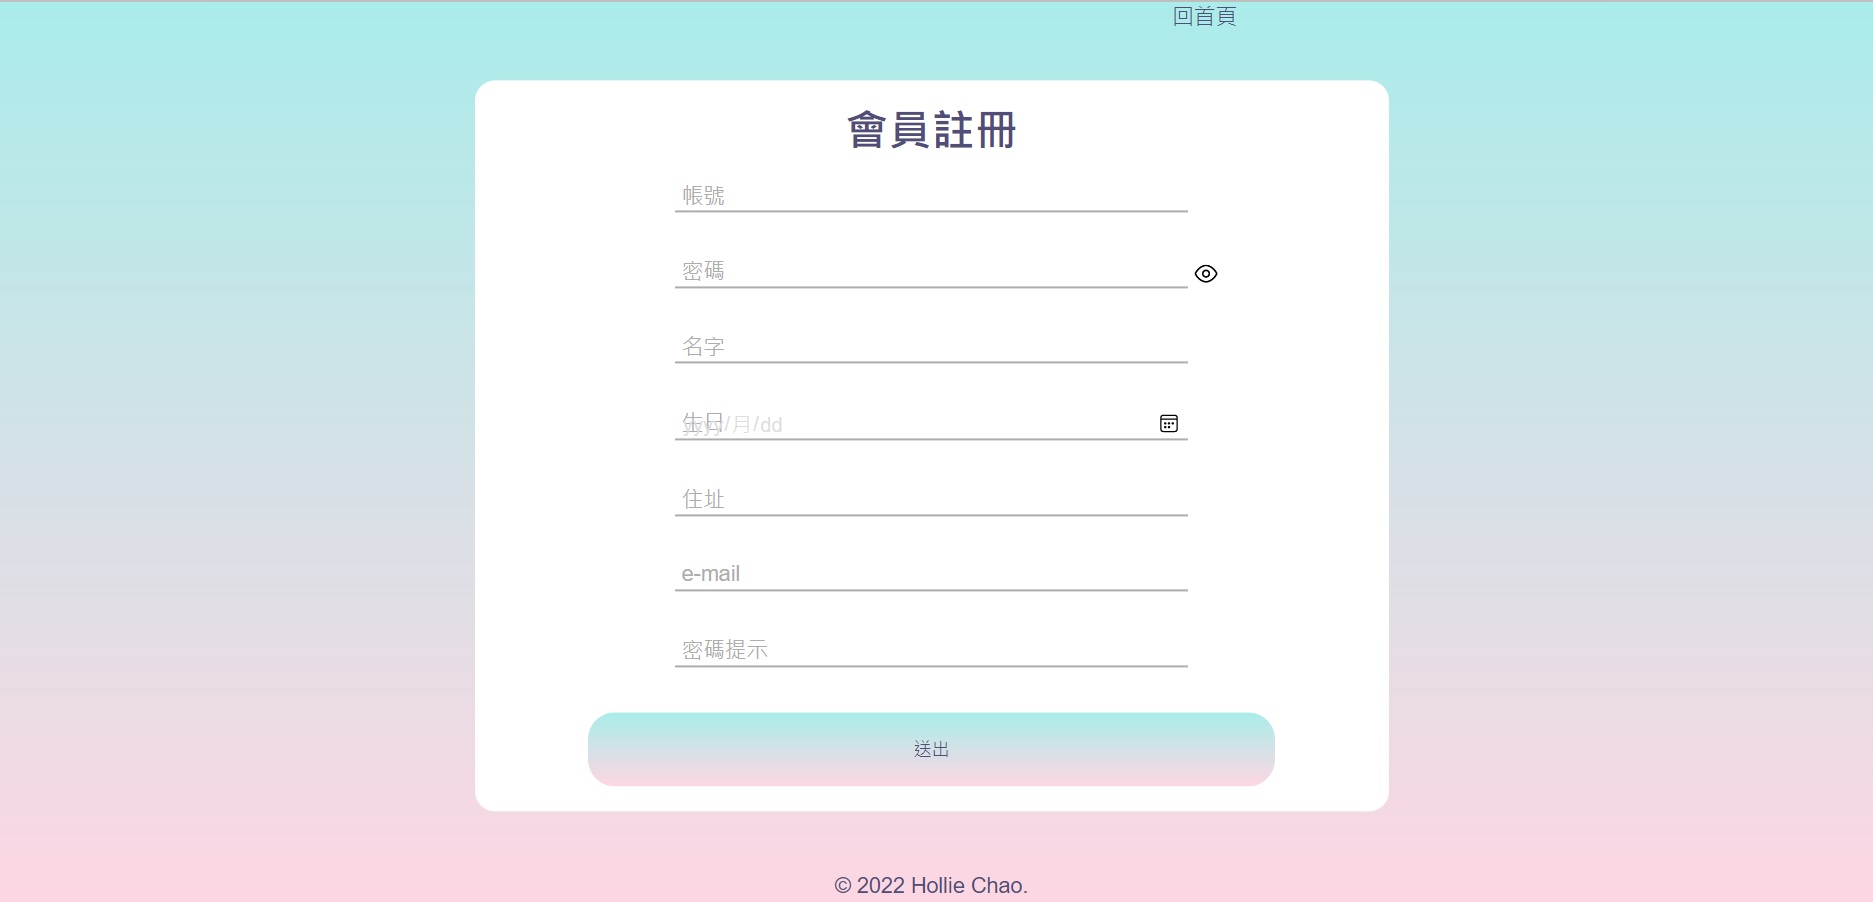 回首頁
會員註冊
帳號
密碼
名字
生日
yyyy/月/dd
住址
e-mail
密碼提示
送出
© 2022 Hollie Chao.